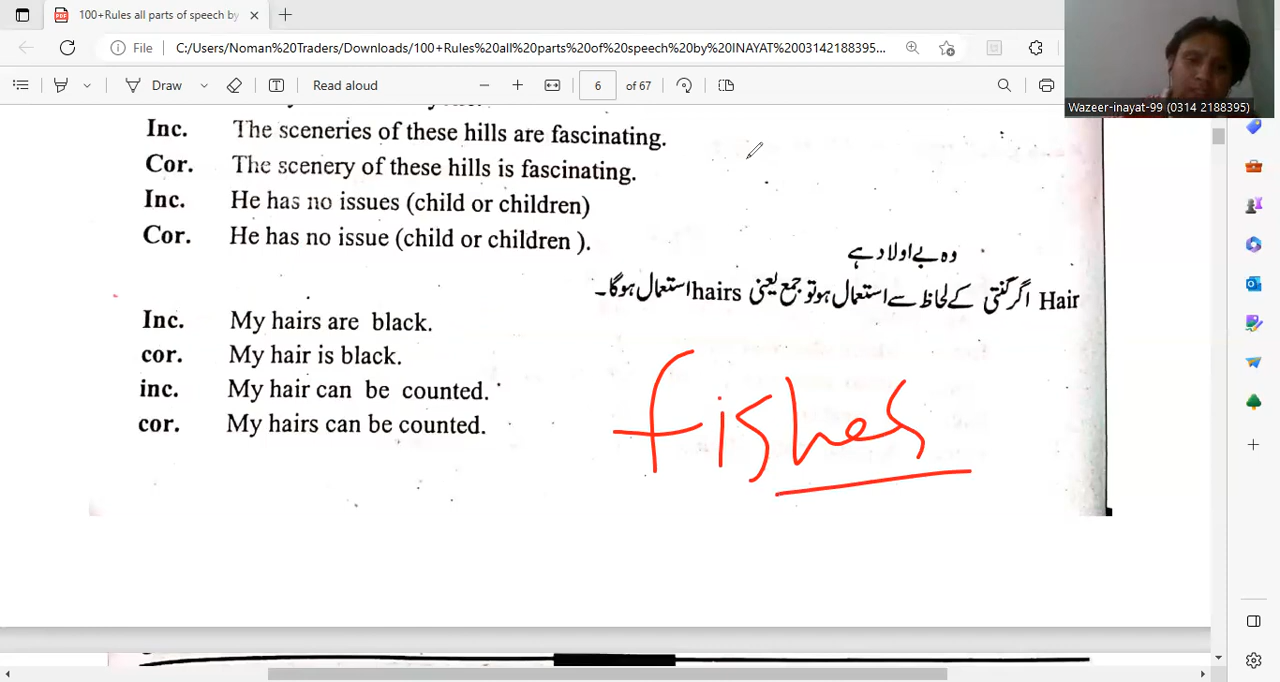 100+Rules all parts of speech by
File C:/Users/Noman%20Traders/Downloads/100+Rules%20all%20parts%20of%20speech%20by%20INAYAT%2003142188395...
Draw Read aloud 6 of 67
Wazeer-inayat-99 (0314 2188395)
Inc. The sceneries of these hills are fascinating.
Cor. The scenery of these hills is fascinating.
Inc. He has no issues (child or children)
Cor. He has no issue (child or children ).
وہ بے اولاد ہے
Hair اگر گنتی کے لحاظ سے استعمال ہو تو جمع یعنی hairs استعمال ہوگا۔
Inc. My hairs are black.
cor. My hair is black.
inc. My hair can be counted.
cor. My hairs can be counted.
fishes